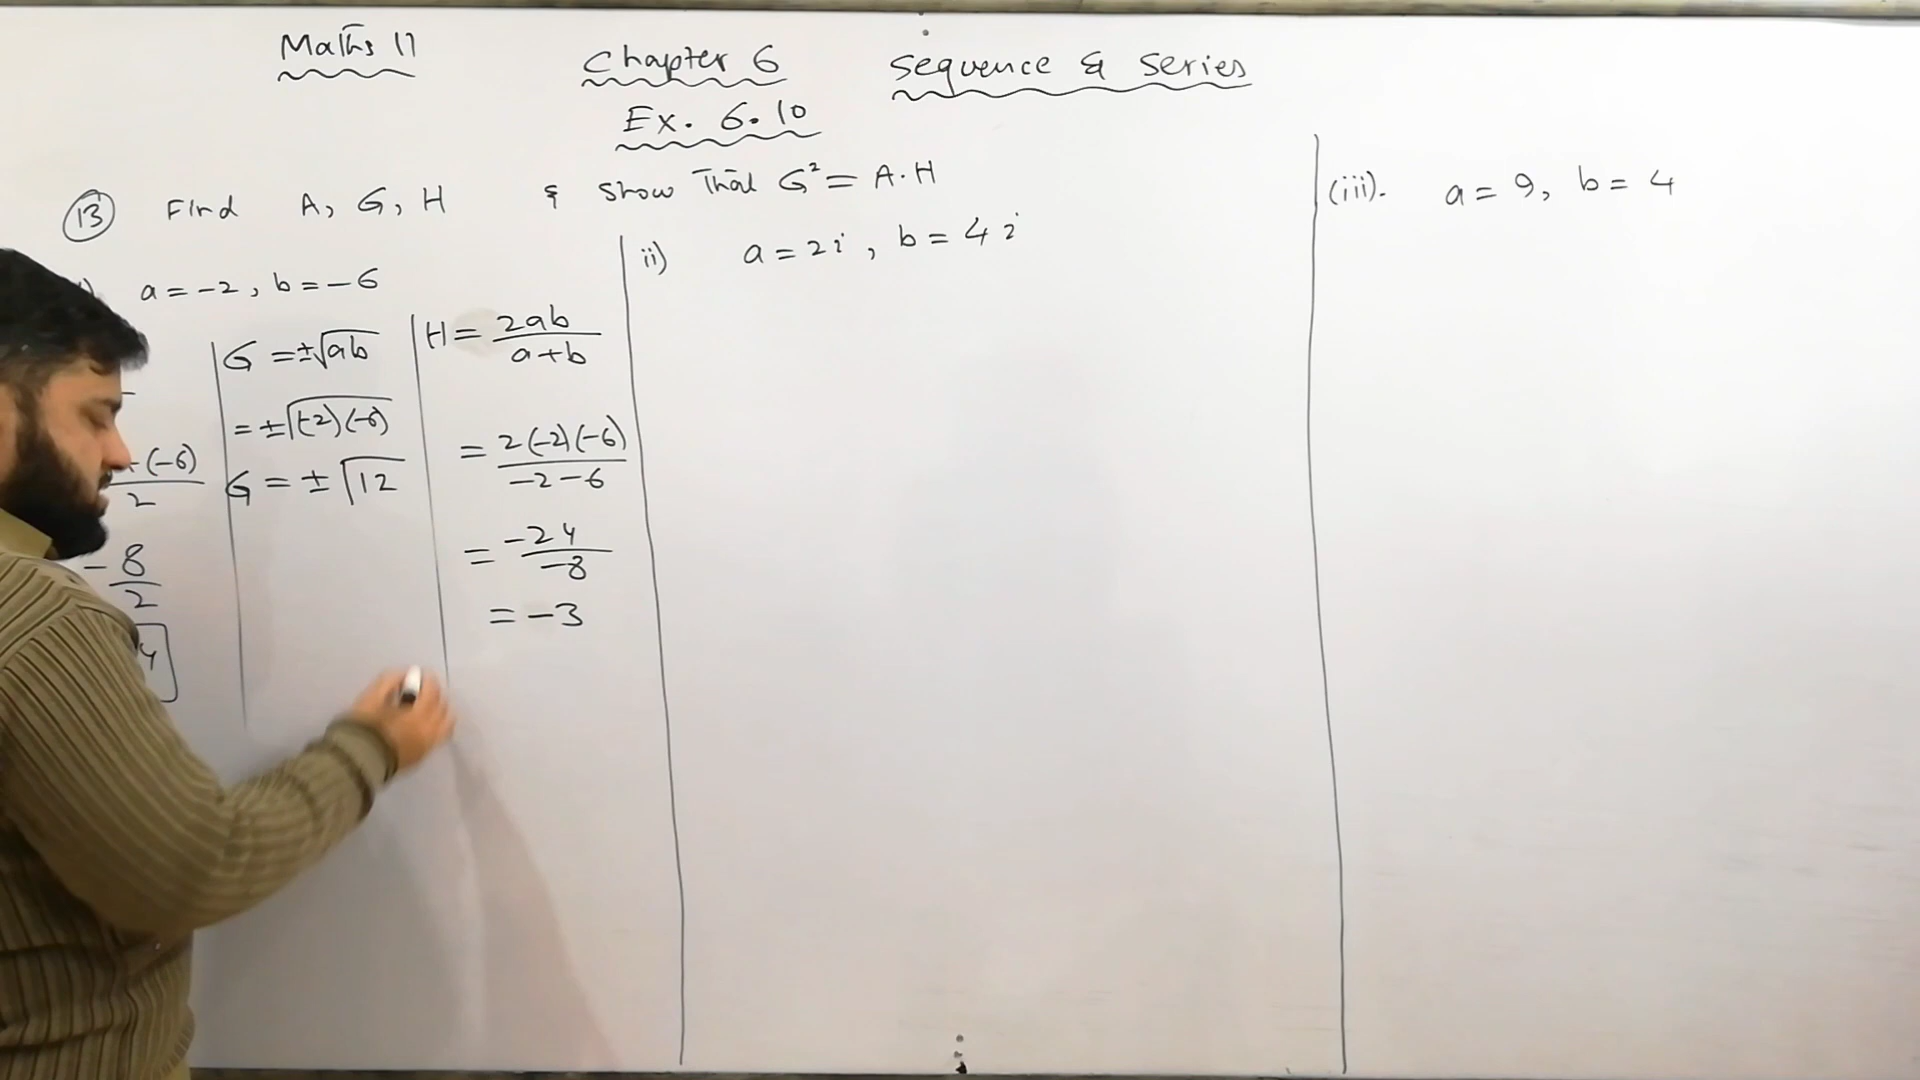 Maths 11
Chapter 6
Sequence & Series
Ex. 6.10
(13) Find A, G, H & Show That G² = A.H
a = -2, b = -6
+(-6)
2
- 8
2
4
G = ±√ab
= ±√(-2)(-6)
G = ±√12
H = 2ab
a+b
= 2(-2)(-6)
-2-6
= -24
-8
= -3
ii) a = 2i, b = 4i
(iii). a = 9, b = 4